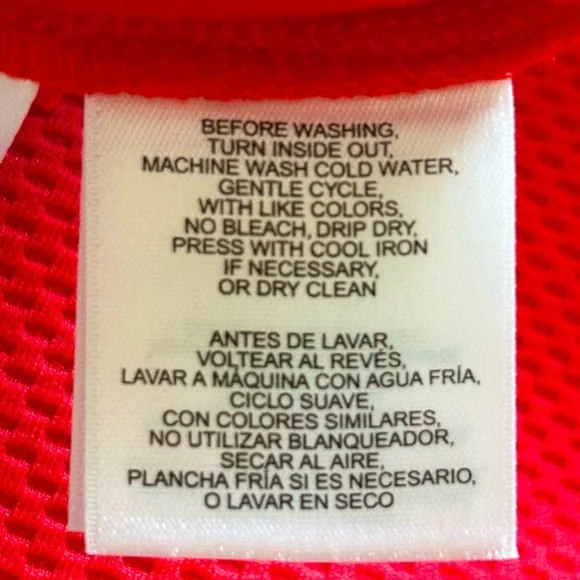 BEFORE WASHING,
TURN INSIDE OUT,
MACHINE WASH COLD WATER,
GENTLE CYCLE,
WITH LIKE COLORS,
NO BLEACH, DRIP DRY,
PRESS WITH COOL IRON
IF NECESSARY,
OR DRY CLEAN
ANTES DE LAVAR,
VOLTEAR AL REVÉS,
LAVAR A MÁQUINA CON AGUA FRÍA,
CICLO SUAVE,
CON COLORES SIMILARES,
NO UTILIZAR BLANQUEADOR,
SECAR AL AIRE,
PLANCHA FRÍA SI ES NECESARIO,
O LAVAR EN SECO